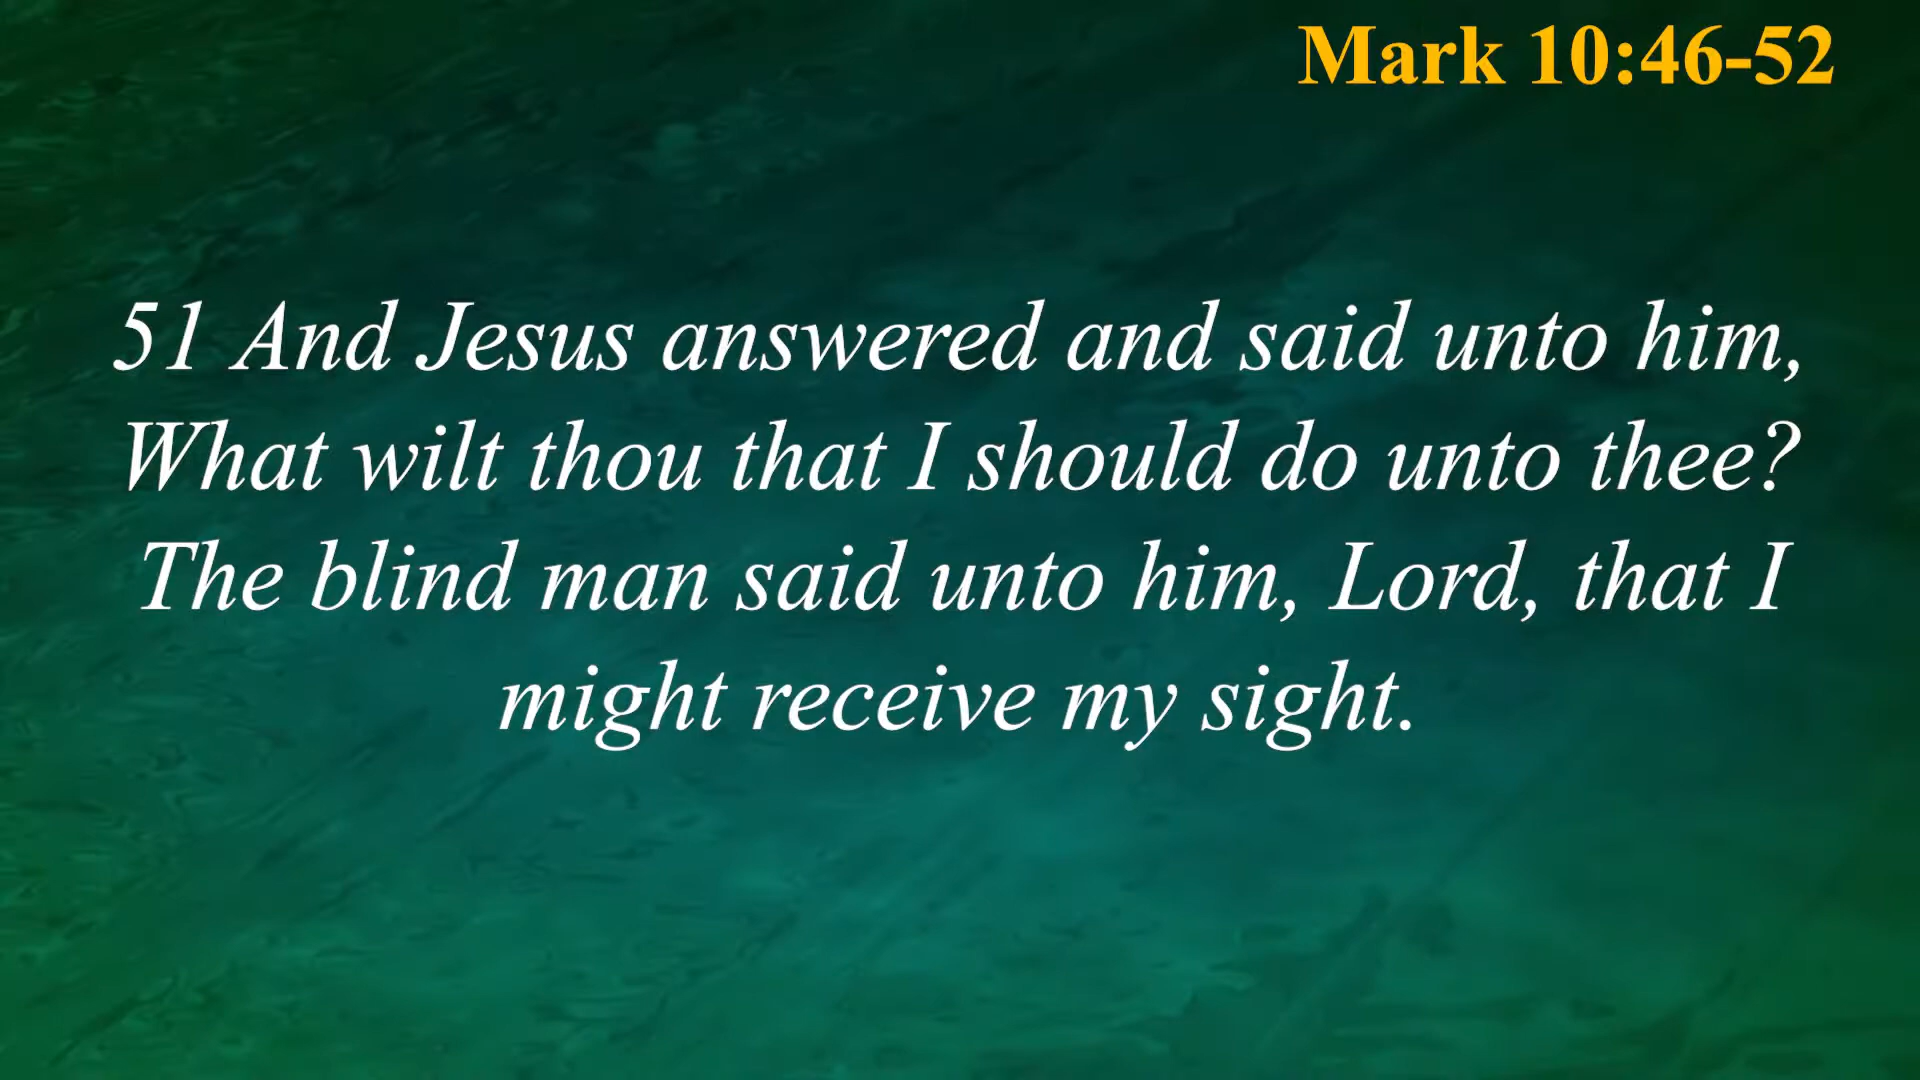 Mark 10:46-52
51 And Jesus answered and said unto him,
What wilt thou that I should do unto thee?
The blind man said unto him, Lord, that I
might receive my sight.